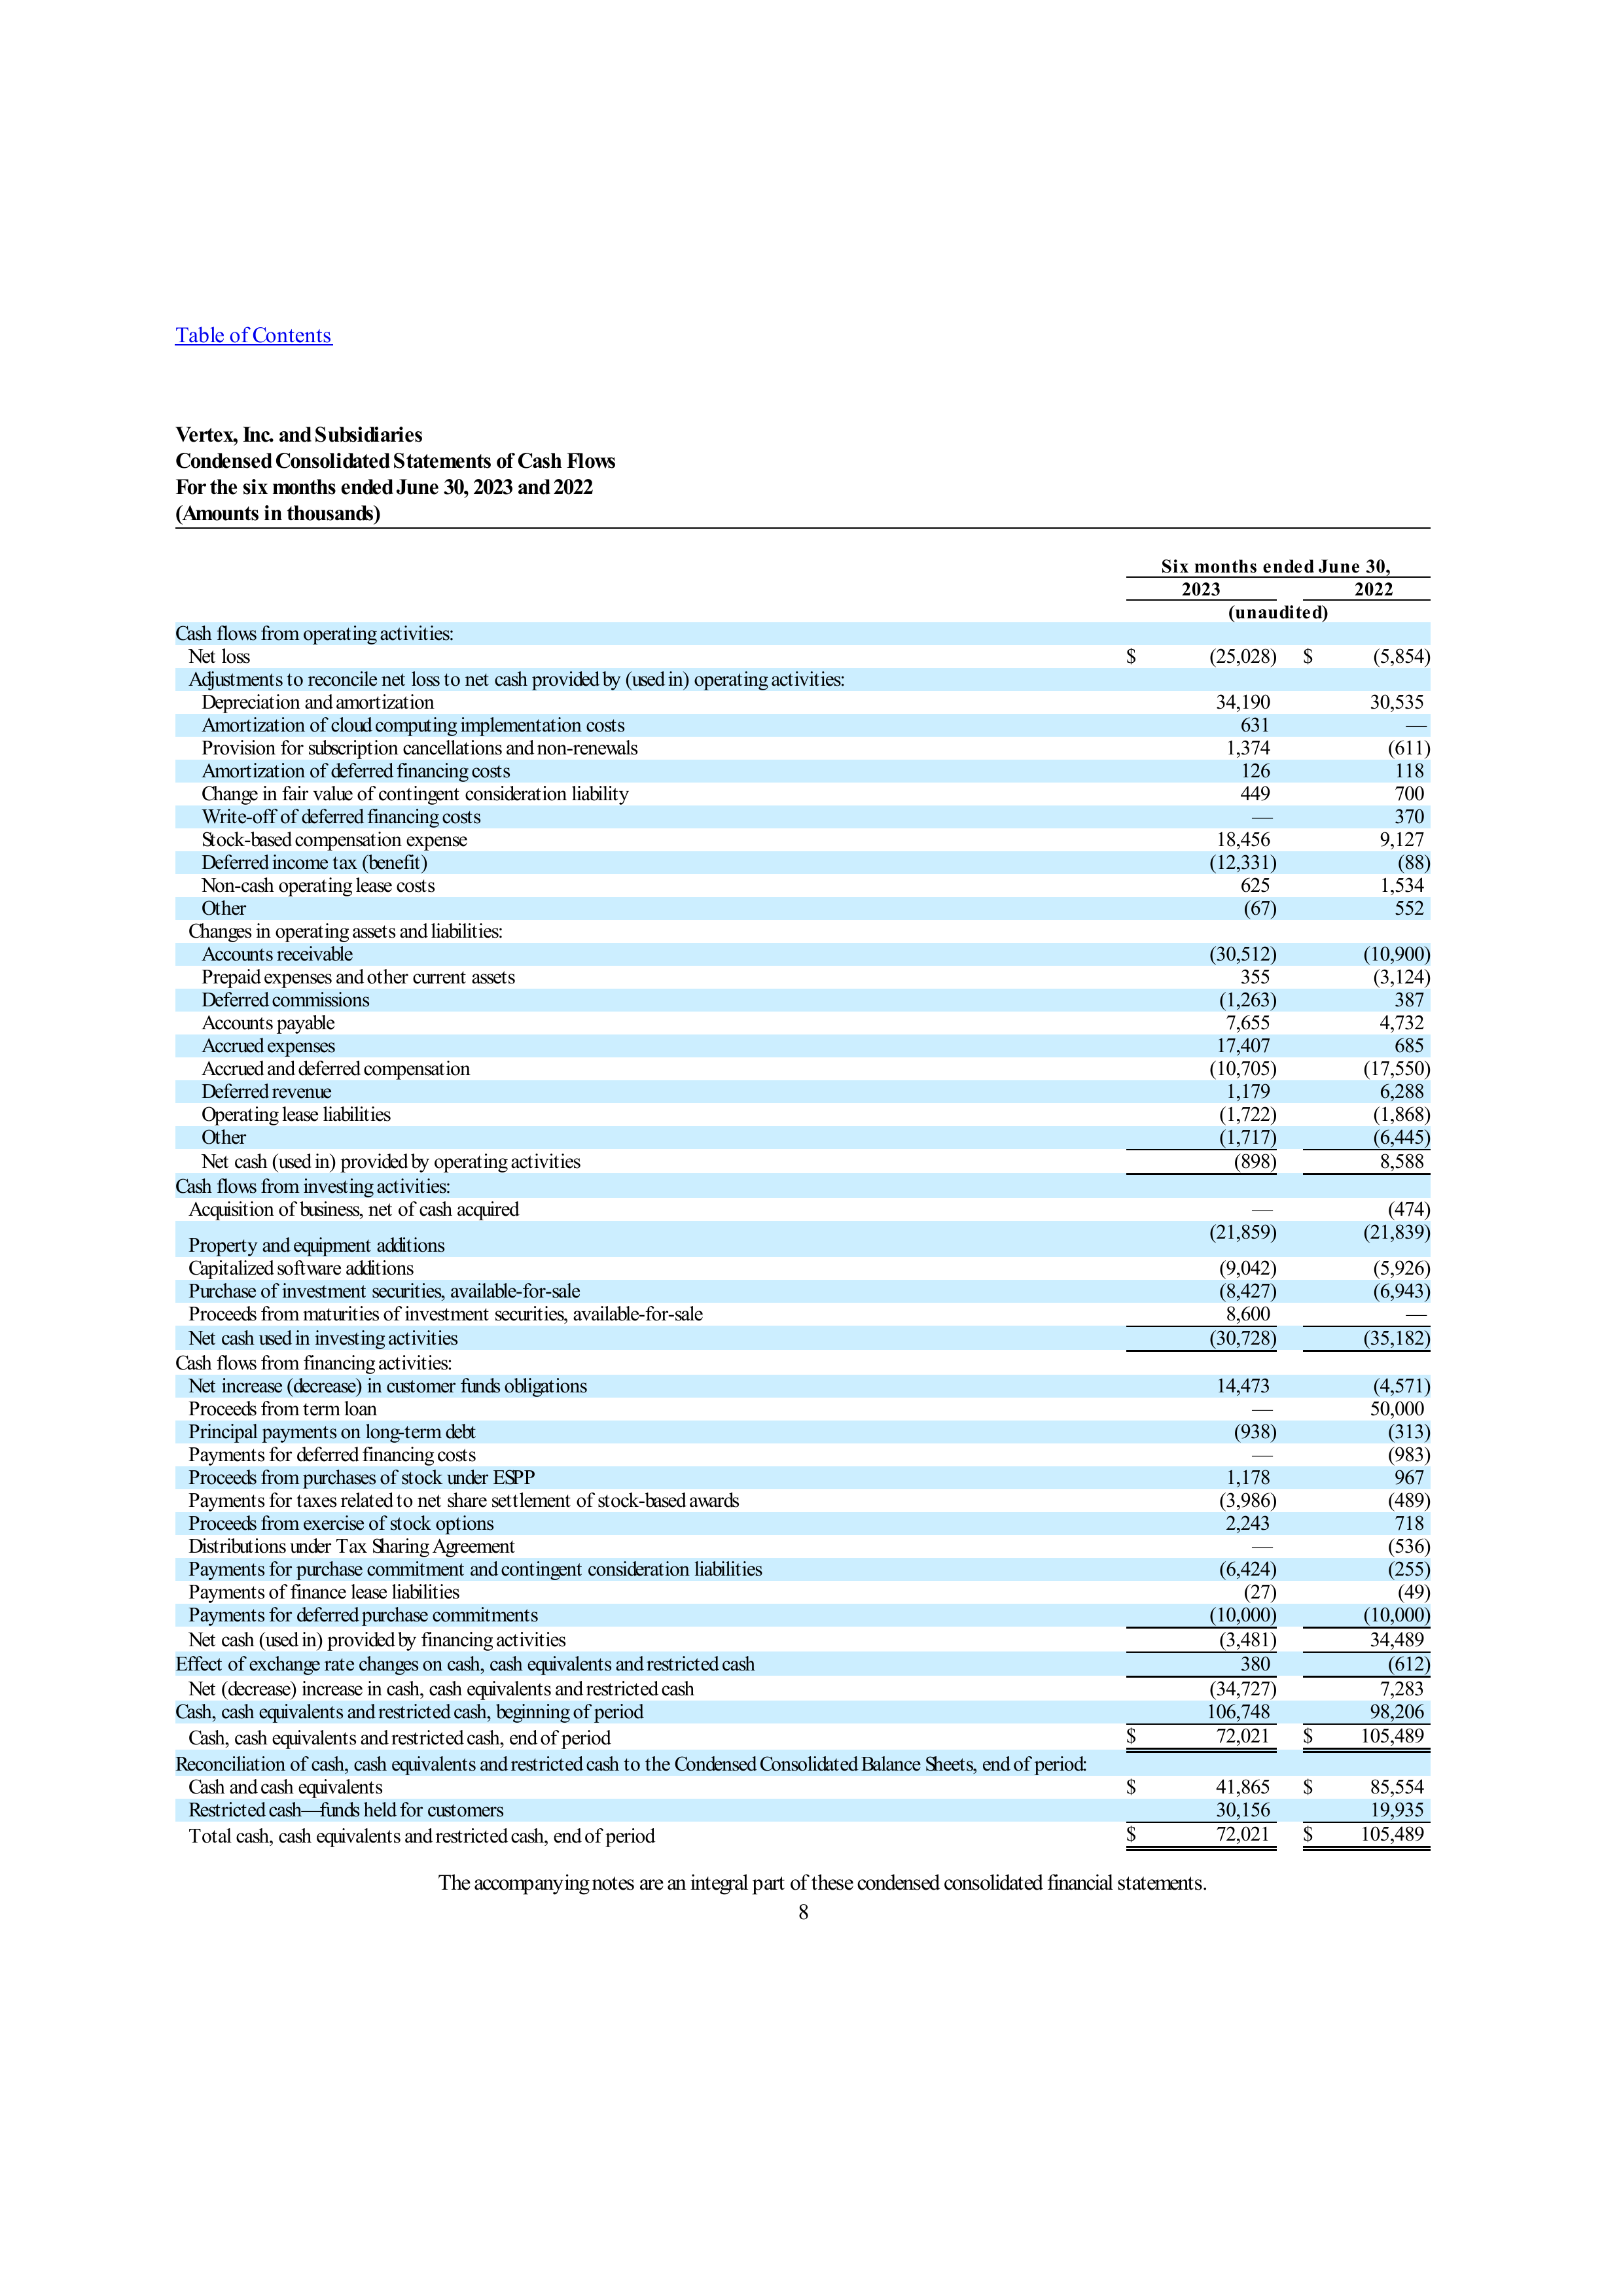 Table of Contents
Vertex, Inc. and Subsidiaries
Condensed Consolidated Statements of Cash Flows
For the six months ended June 30, 2023 and 2022
(Amounts in thousands)
Six months ended June 30,
2023 2022
(unaudited)
Cash flows from operating activities:
Net loss $ (25,028) $ (5,854)
Adjustments to reconcile net loss to net cash provided by (used in) operating activities:
Depreciation and amortization 34,190 30,535
Amortization of cloud computing implementation costs 631 —
Provision for subscription cancellations and non-renewals 1,374 (611)
Amortization of deferred financing costs 126 118
Change in fair value of contingent consideration liability 449 700
Write-off of deferred financing costs — 370
Stock-based compensation expense 18,456 9,127
Deferred income tax (benefit) (12,331) (88)
Non-cash operating lease costs 625 1,534
Other (67) 552
Changes in operating assets and liabilities:
Accounts receivable (30,512) (10,900)
Prepaid expenses and other current assets 355 (3,124)
Deferred commissions (1,263) 387
Accounts payable 7,655 4,732
Accrued expenses 17,407 685
Accrued and deferred compensation (10,705) (17,550)
Deferred revenue 1,179 6,288
Operating lease liabilities (1,722) (1,868)
Other (1,717) (6,445)
Net cash (used in) provided by operating activities (898) 8,588
Cash flows from investing activities:
Acquisition of business, net of cash acquired — (474)
Property and equipment additions (21,859) (21,839)
Capitalized software additions (9,042) (5,926)
Purchase of investment securities, available-for-sale (8,427) (6,943)
Proceeds from maturities of investment securities, available-for-sale 8,600 —
Net cash used in investing activities (30,728) (35,182)
Cash flows from financing activities:
Net increase (decrease) in customer funds obligations 14,473 (4,571)
Proceeds from term loan — 50,000
Principal payments on long-term debt (938) (313)
Payments for deferred financing costs — (983)
Proceeds from purchases of stock under ESPP 1,178 967
Payments for taxes related to net share settlement of stock-based awards (3,986) (489)
Proceeds from exercise of stock options 2,243 718
Distributions under Tax Sharing Agreement — (536)
Payments for purchase commitment and contingent consideration liabilities (6,424) (255)
Payments of finance lease liabilities (27) (49)
Payments for deferred purchase commitments (10,000) (10,000)
Net cash (used in) provided by financing activities (3,481) 34,489
Effect of exchange rate changes on cash, cash equivalents and restricted cash 380 (612)
Net (decrease) increase in cash, cash equivalents and restricted cash (34,727) 7,283
Cash, cash equivalents and restricted cash, beginning of period 106,748 98,206
Cash, cash equivalents and restricted cash, end of period $ 72,021 $ 105,489
Reconciliation of cash, cash equivalents and restricted cash to the Condensed Consolidated Balance Sheets, end of period:
Cash and cash equivalents $ 41,865 $ 85,554
Restricted cash—funds held for customers 30,156 19,935
Total cash, cash equivalents and restricted cash, end of period $ 72,021 $ 105,489
The accompanying notes are an integral part of these condensed consolidated financial statements.
8